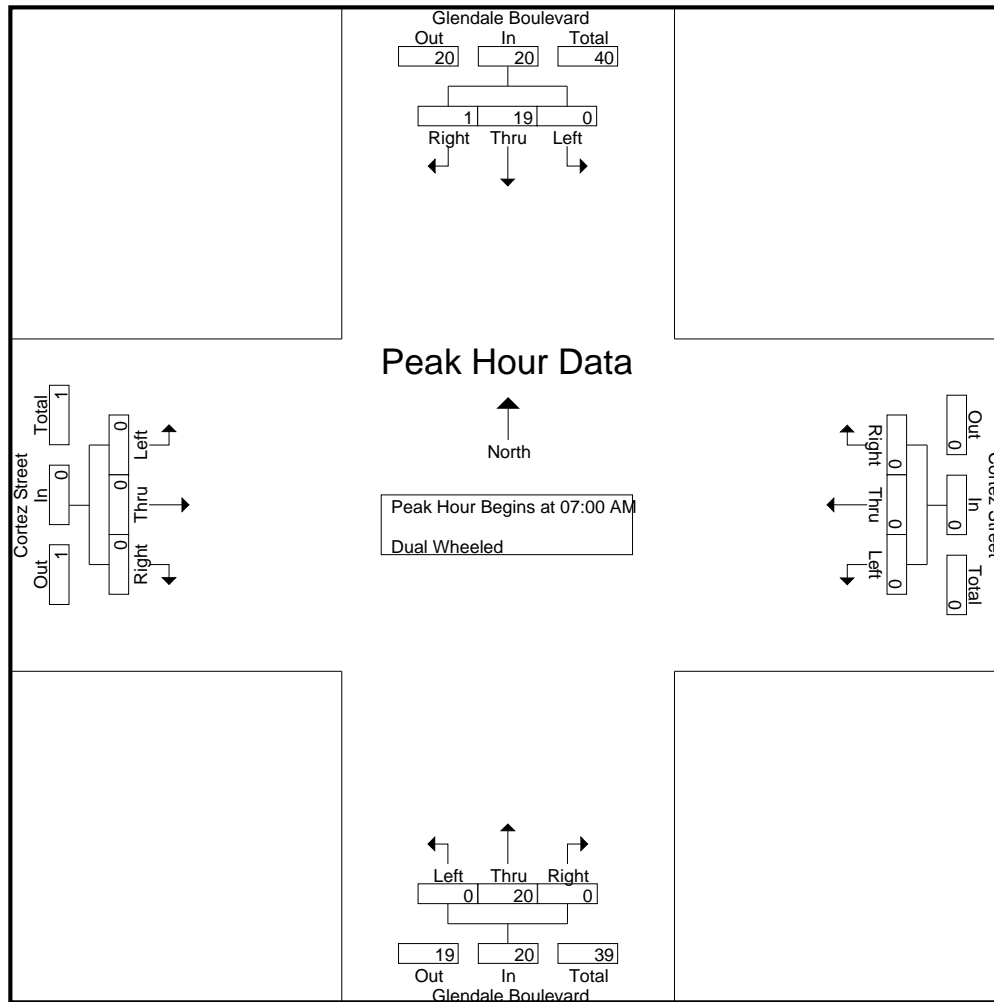 Glendale Boulevard
Out In Total
20 20 40
1 19 0
Right Thru Left
Peak Hour Data
North
Peak Hour Begins at 07:00 AM
Dual Wheeled
Cortez Street
Out In Total
1 0 1
0 0 0
Right Thru Left
Cortez Street
Out In Total
0 0 0
0 0 0
Right Thru Left
Left Thru Right
0 20 0
19 20 39
Out In Total
Glendale Boulevard